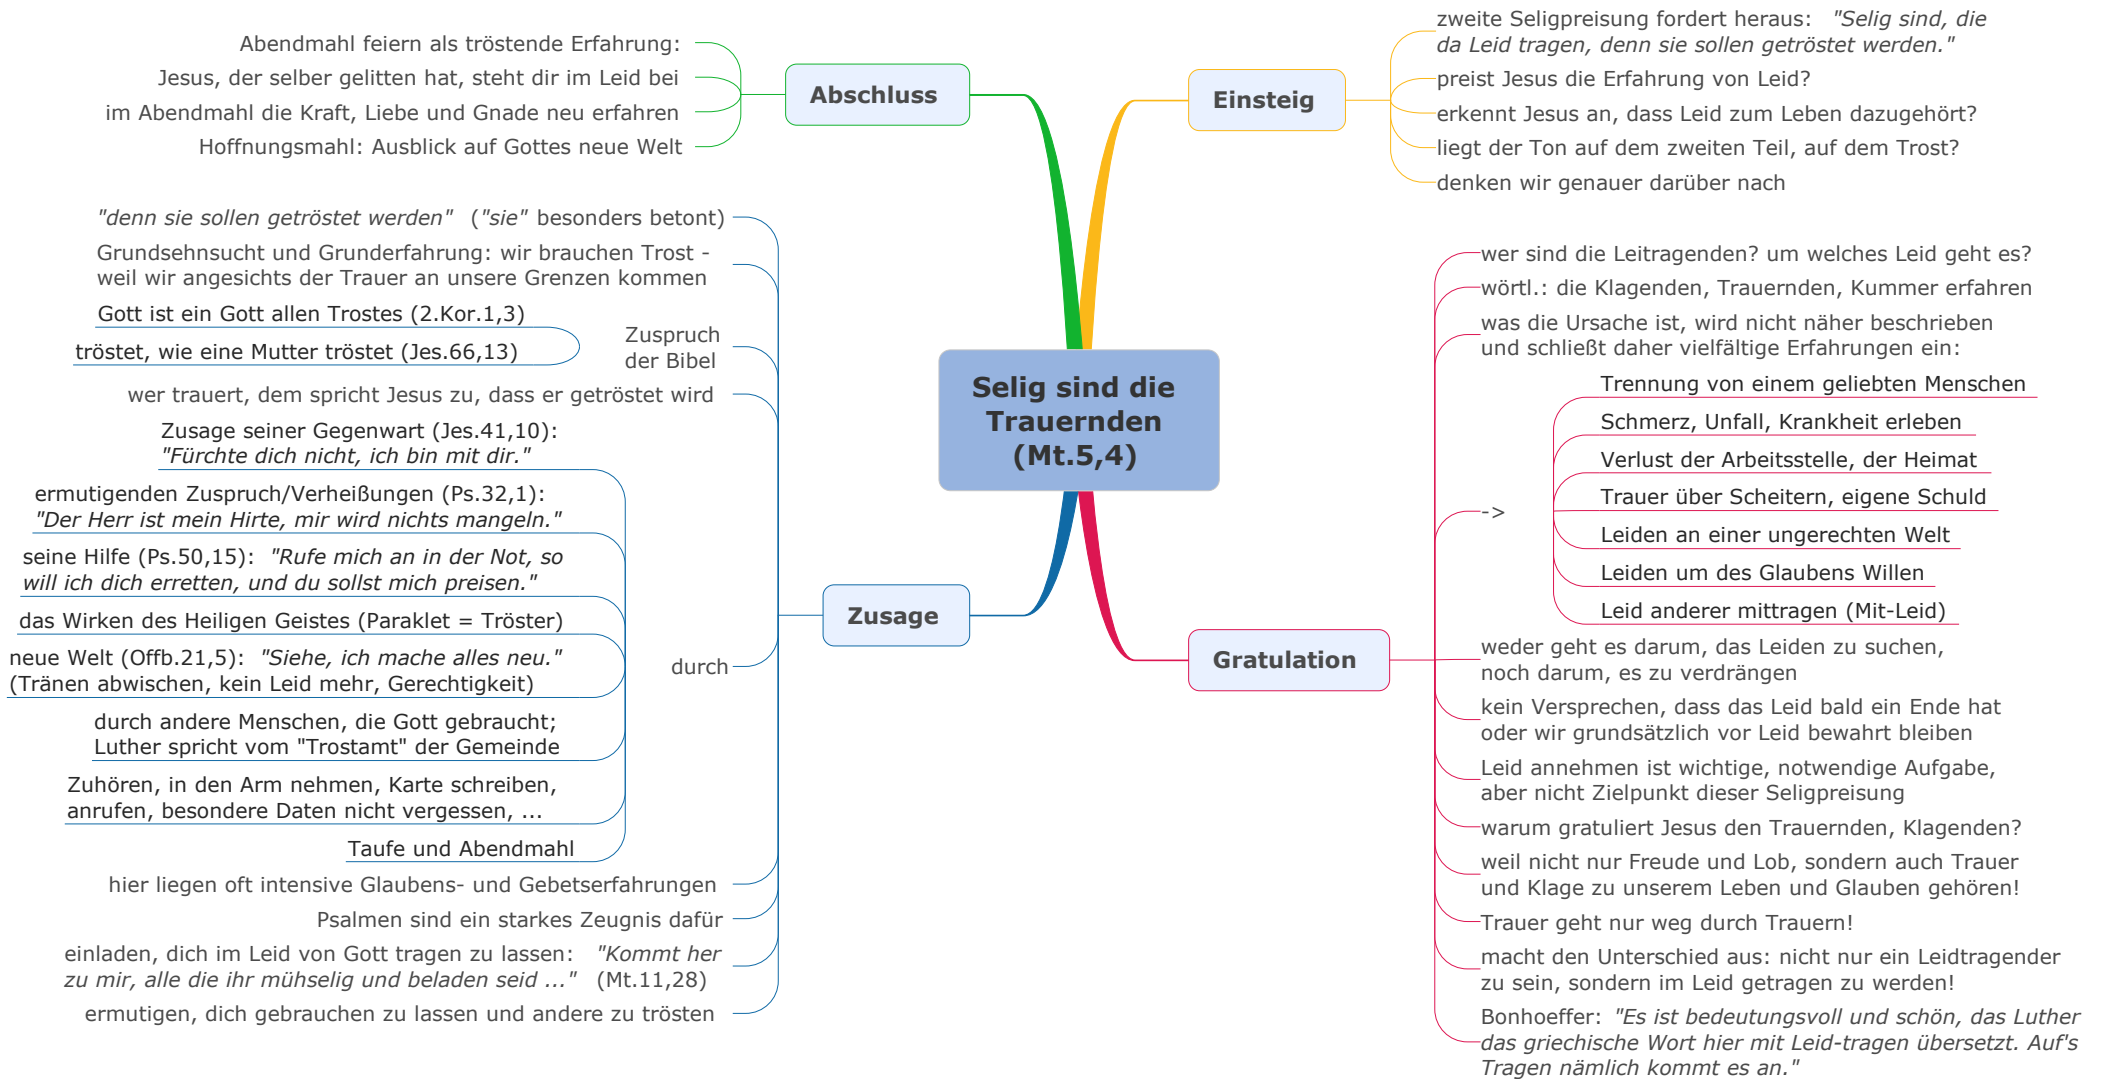 Selig sind die
Trauernden
(Mt.5,4)
Einsteig
zweite Seligpreisung fordert heraus: "Selig sind, die
da Leid tragen, denn sie sollen getröstet werden."
preist Jesus die Erfahrung von Leid?
erkennt Jesus an, dass Leid zum Leben dazugehört?
liegt der Ton auf dem zweiten Teil, auf dem Trost?
denken wir genauer darüber nach
Gratulation
wer sind die Leitragenden? um welches Leid geht es?
wörtl.: die Klagenden, Trauernden, Kummer erfahren
was die Ursache ist, wird nicht näher beschrieben
und schließt daher vielfältige Erfahrungen ein:
->
Trennung von einem geliebten Menschen
Schmerz, Unfall, Krankheit erleben
Verlust der Arbeitsstelle, der Heimat
Trauer über Scheitern, eigene Schuld
Leiden an einer ungerechten Welt
Leiden um des Glaubens Willen
Leid anderer mittragen (Mit-Leid)
weder geht es darum, das Leiden zu suchen,
noch darum, es zu verdrängen
kein Versprechen, dass das Leid bald ein Ende hat
oder wir grundsätzlich vor Leid bewahrt bleiben
Leid annehmen ist wichtige, notwendige Aufgabe,
aber nicht Zielpunkt dieser Seligpreisung
warum gratuliert Jesus den Trauernden, Klagenden?
weil nicht nur Freude und Lob, sondern auch Trauer
und Klage zu unserem Leben und Glauben gehören!
Trauer geht nur weg durch Trauern!
macht den Unterschied aus: nicht nur ein Leidtragender
zu sein, sondern im Leid getragen zu werden!
Bonhoeffer: "Es ist bedeutungsvoll und schön, das Luther
das griechische Wort hier mit Leid-tragen übersetzt. Auf's
Tragen nämlich kommt es an."
Zusage
"denn sie sollen getröstet werden" ("sie" besonders betont)
Grundsehnsucht und Grunderfahrung: wir brauchen Trost -
weil wir angesichts der Trauer an unsere Grenzen kommen
Zuspruch
der Bibel
Gott ist ein Gott allen Trostes (2.Kor.1,3)
tröstet, wie eine Mutter tröstet (Jes.66,13)
wer trauert, dem spricht Jesus zu, dass er getröstet wird
durch
Zusage seiner Gegenwart (Jes.41,10):
"Fürchte dich nicht, ich bin mit dir."
ermutigenden Zuspruch/Verheißungen (Ps.32,1):
"Der Herr ist mein Hirte, mir wird nichts mangeln."
seine Hilfe (Ps.50,15): "Rufe mich an in der Not, so
will ich dich erretten, und du sollst mich preisen."
das Wirken des Heiligen Geistes (Paraklet = Tröster)
neue Welt (Offb.21,5): "Siehe, ich mache alles neu."
(Tränen abwischen, kein Leid mehr, Gerechtigkeit)
durch andere Menschen, die Gott gebraucht;
Luther spricht vom "Trostamt" der Gemeinde
Zuhören, in den Arm nehmen, Karte schreiben,
anrufen, besondere Daten nicht vergessen, ...
Taufe und Abendmahl
hier liegen oft intensive Glaubens- und Gebetserfahrungen
Psalmen sind ein starkes Zeugnis dafür
einladen, dich im Leid von Gott tragen zu lassen: "Kommt her
zu mir, alle die ihr mühselig und beladen seid ..." (Mt.11,28)
ermutigen, dich gebrauchen zu lassen und andere zu trösten
Abschluss
Abendmahl feiern als tröstende Erfahrung:
Jesus, der selber gelitten hat, steht dir im Leid bei
im Abendmahl die Kraft, Liebe und Gnade neu erfahren
Hoffnungsmahl: Ausblick auf Gottes neue Welt